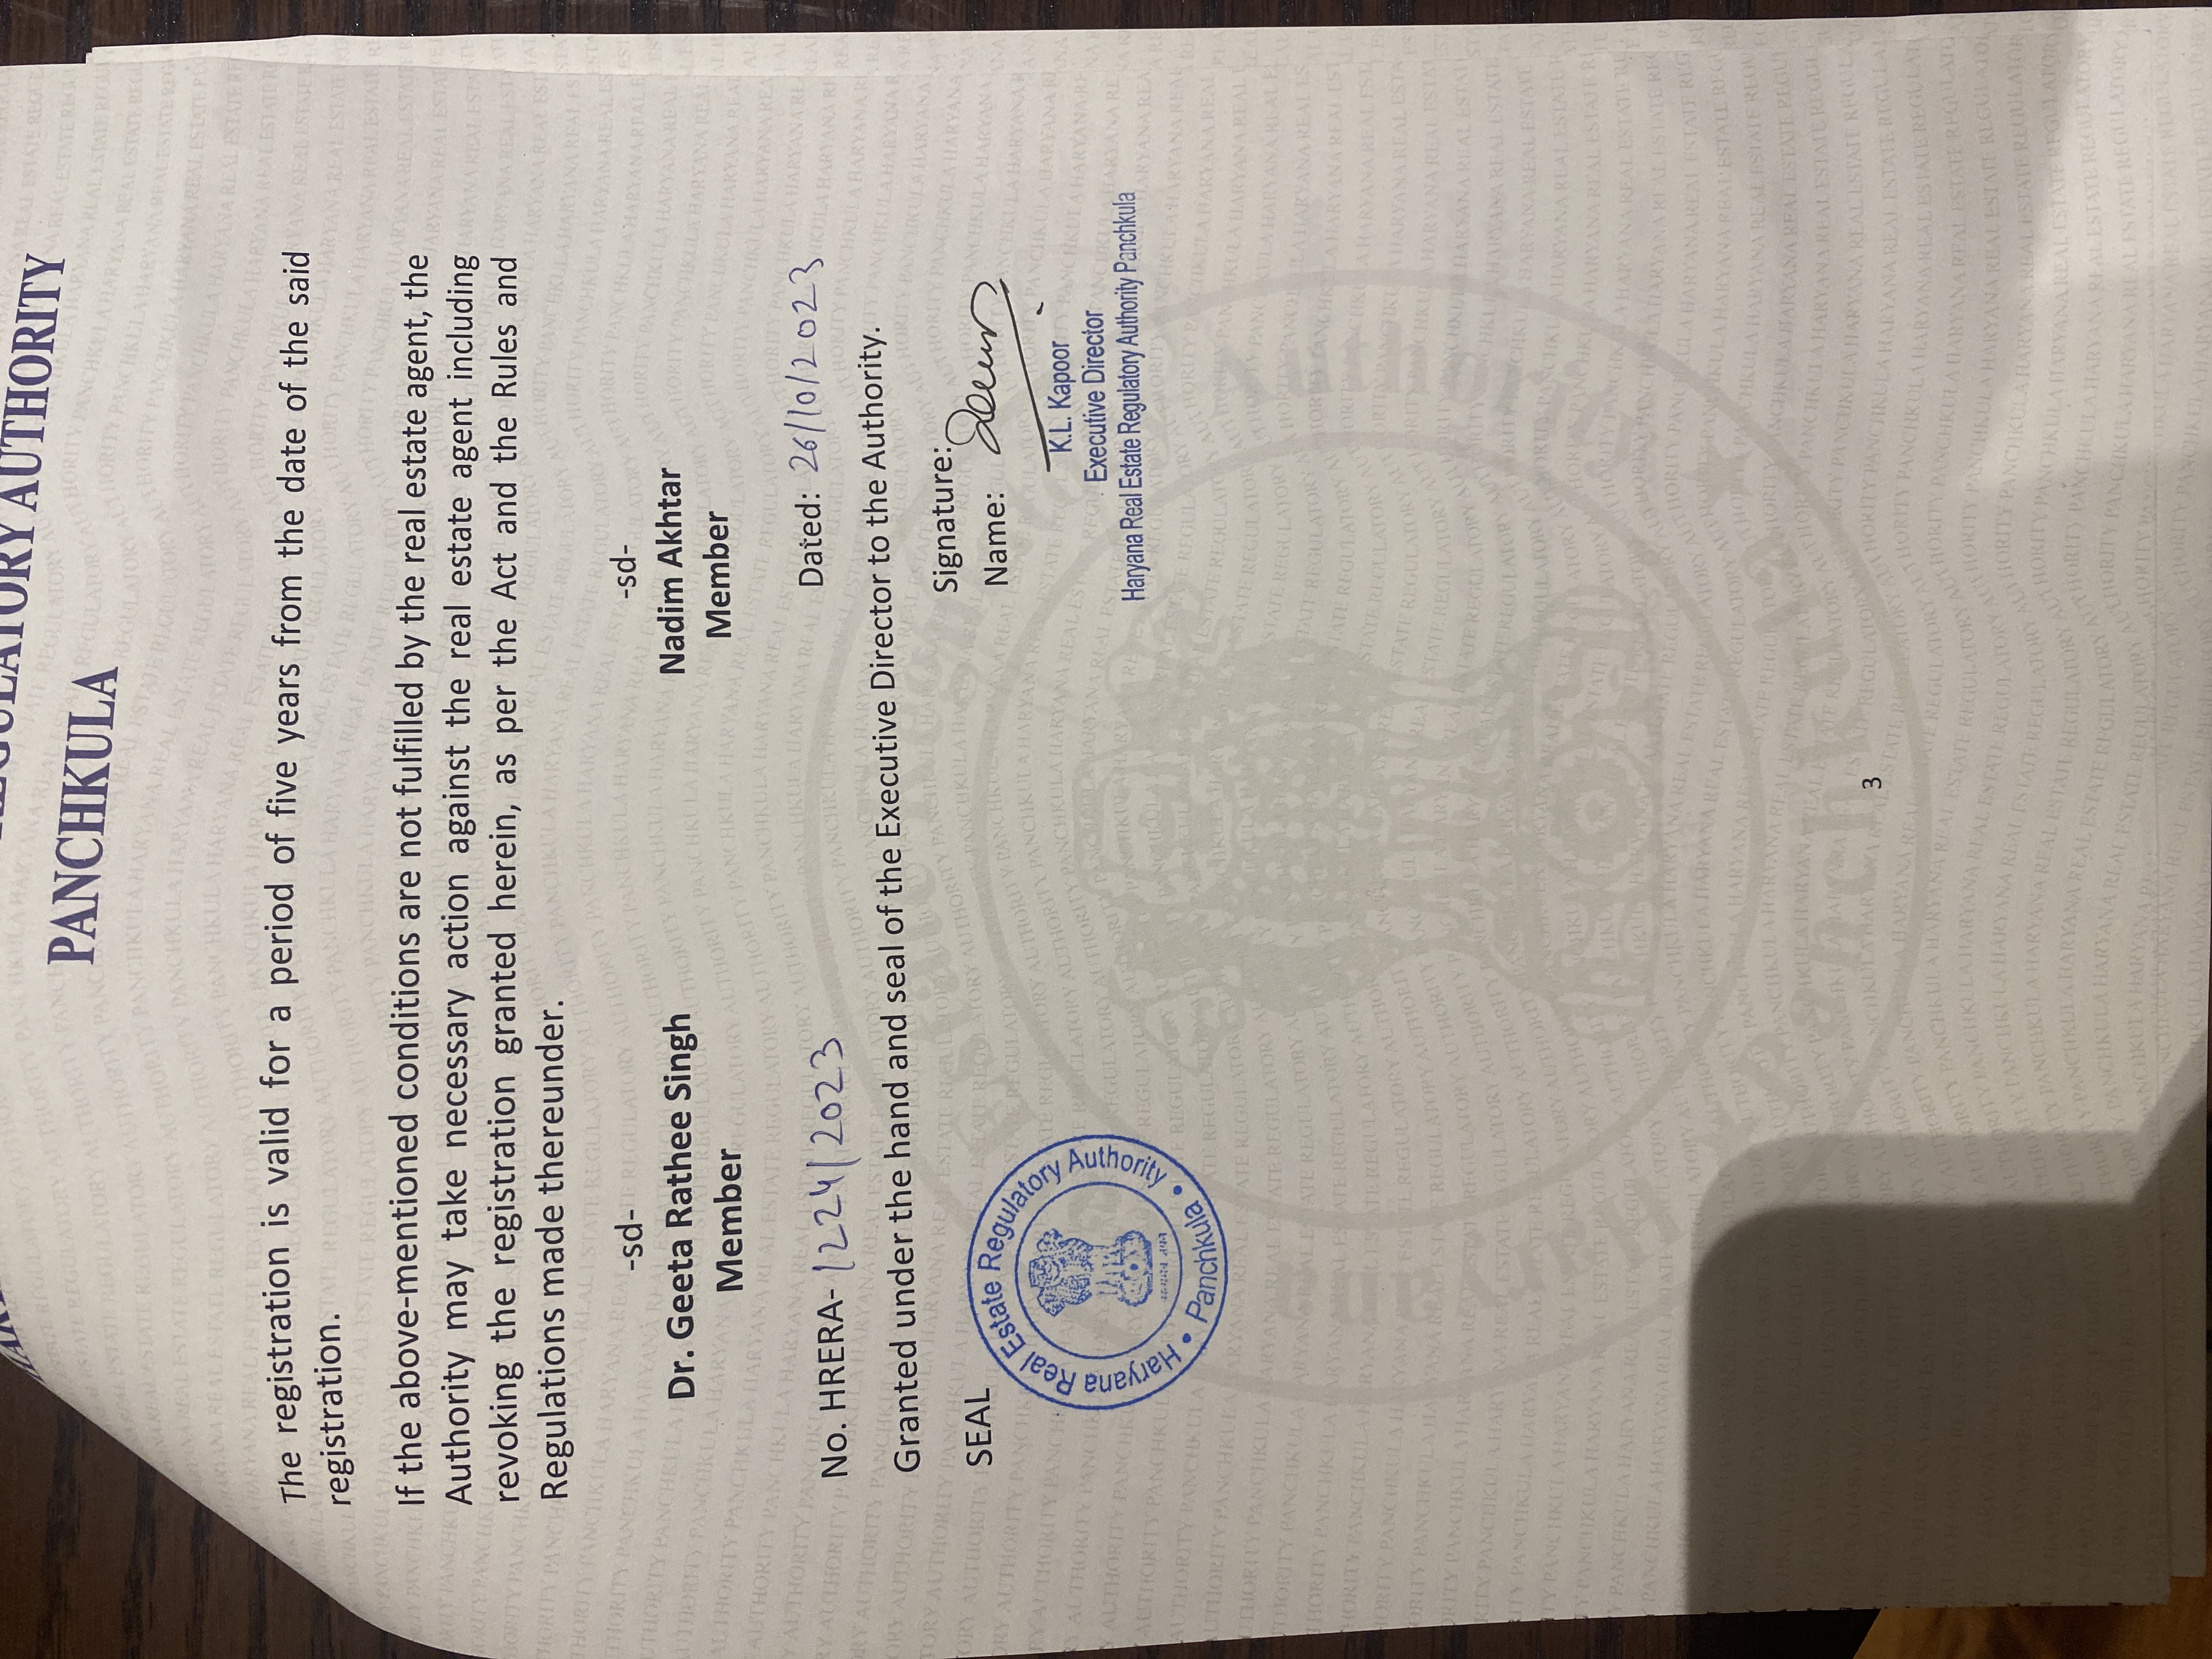 REGULATORY AUTHORITY
PANCHKULA
The registration is valid for a period of five years from the date of the said
registration.
If the above-mentioned conditions are not fulfilled by the real estate agent, the
Authority may take necessary action against the real estate agent including
revoking the registration granted herein, as per the Act and the Rules and
Regulations made thereunder.
-sd-
Dr. Geeta Rathee Singh
Member
-sd-
Nadim Akhtar
Member
No. HRERA- 1224/2023
Dated: 26/10/2023
Granted under the hand and seal of the Executive Director to the Authority.
SEAL
Haryana Real Estate Regulatory Authority • Panchkula •
Signature:
Name:
K.L. Kapoor
Executive Director
Haryana Real Estate Regulatory Authority Panchkula
3